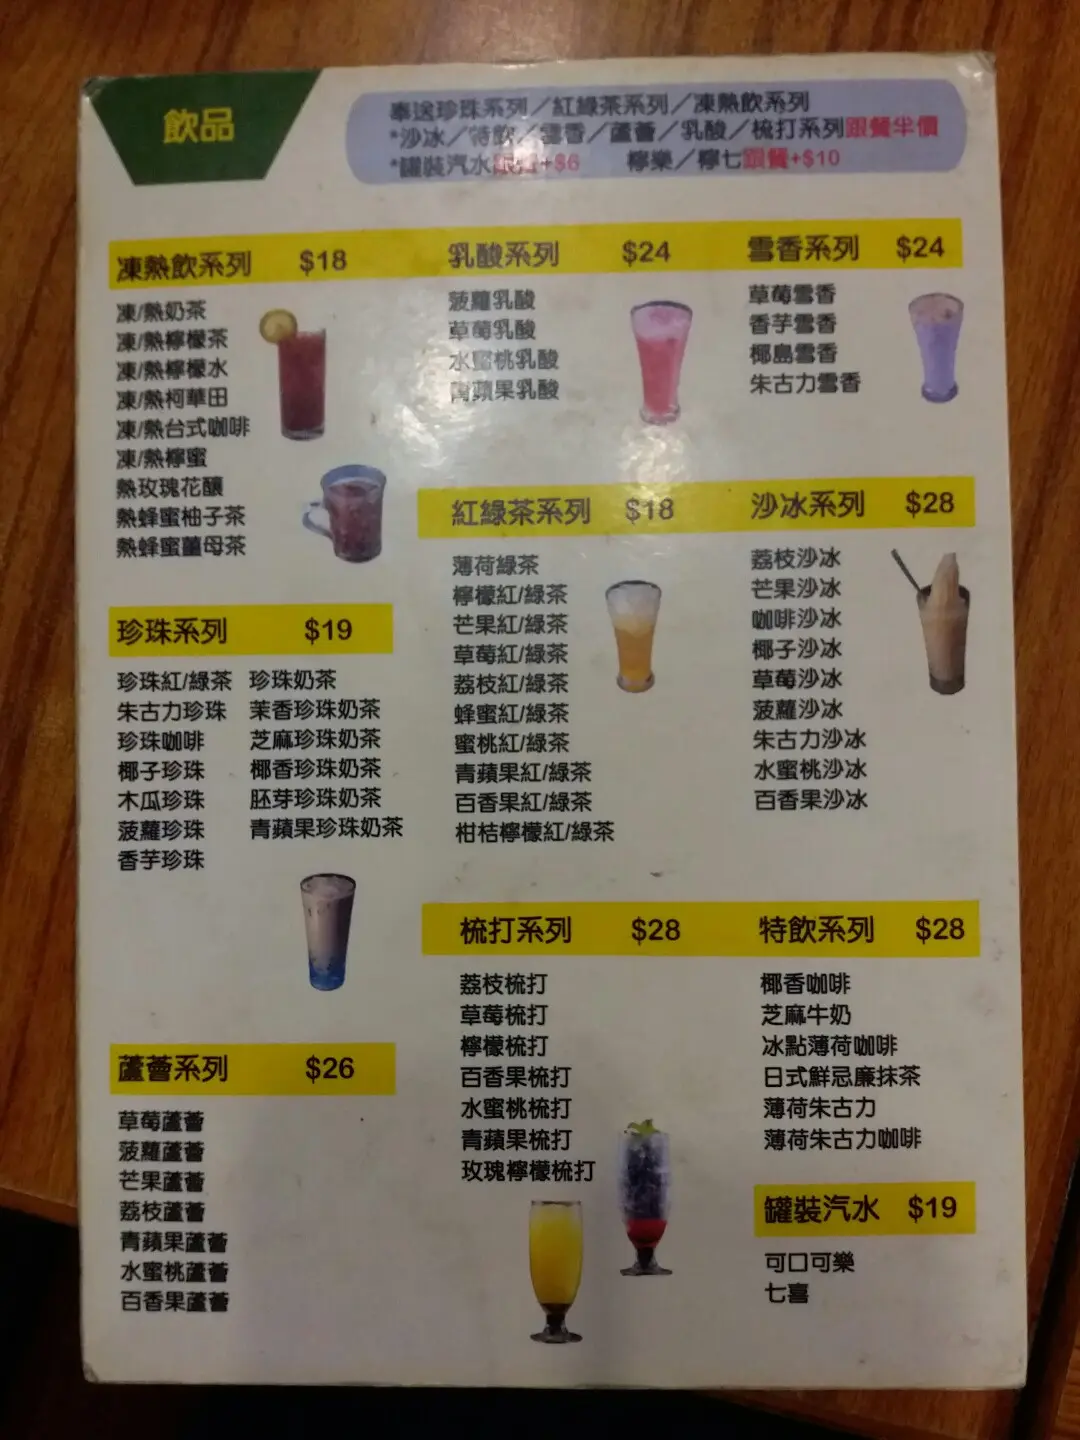 飲品
奉送珍珠系列／紅綠茶系列／凍熱飲系列
*沙冰／特飲／雪香／蘆薈／乳酸／梳打系列跟餐半價
*罐裝汽水跟餐+$6 檸樂／檸七跟餐+$10
凍熱飲系列 $18
凍/熱奶茶
凍/熱檸檬茶
凍/熱檸檬水
凍/熱柯華田
凍/熱台式咖啡
凍/熱檸蜜
熱玫瑰花釀
熱蜂蜜柚子茶
熱蜂蜜薑母茶
珍珠系列 $19
珍珠紅/綠茶 珍珠奶茶
朱古力珍珠 茉香珍珠奶茶
珍珠咖啡 芝麻珍珠奶茶
椰子珍珠 椰香珍珠奶茶
木瓜珍珠 胚芽珍珠奶茶
菠蘿珍珠 青蘋果珍珠奶茶
香芋珍珠
蘆薈系列 $26
草莓蘆薈
菠蘿蘆薈
芒果蘆薈
荔枝蘆薈
青蘋果蘆薈
水蜜桃蘆薈
百香果蘆薈
乳酸系列 $24
菠蘿乳酸
草莓乳酸
水蜜桃乳酸
青蘋果乳酸
雪香系列 $24
草莓雪香
香芋雪香
椰島雪香
朱古力雪香
紅綠茶系列 $18
薄荷綠茶
檸檬紅/綠茶
芒果紅/綠茶
草莓紅/綠茶
荔枝紅/綠茶
蜂蜜紅/綠茶
蜜桃紅/綠茶
青蘋果紅/綠茶
百香果紅/綠茶
柑桔檸檬紅/綠茶
沙冰系列 $28
荔枝沙冰
芒果沙冰
咖啡沙冰
椰子沙冰
草莓沙冰
菠蘿沙冰
朱古力沙冰
水蜜桃沙冰
百香果沙冰
梳打系列 $28
荔枝梳打
草莓梳打
檸檬梳打
百香果梳打
水蜜桃梳打
青蘋果梳打
玫瑰檸檬梳打
特飲系列 $28
椰香咖啡
芝麻牛奶
冰點薄荷咖啡
日式鮮忌廉抹茶
薄荷朱古力
薄荷朱古力咖啡
罐裝汽水 $19
可口可樂
七喜